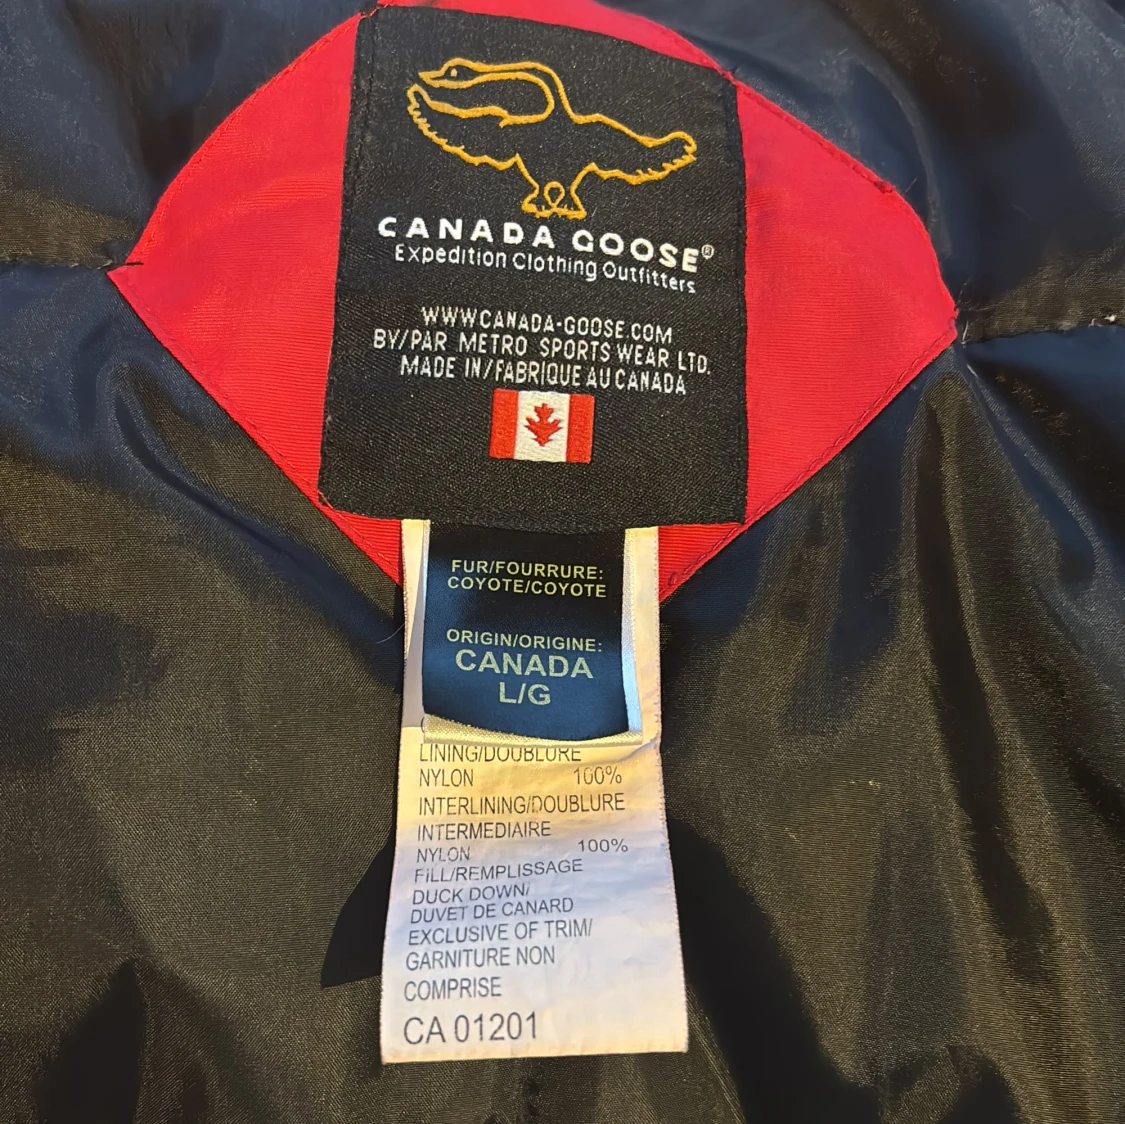 CANADA GOOSE®
Expedition Clothing Outfitters
WWW.CANADA-GOOSE.COM
BY/PAR METRO SPORTS WEAR LTD.
MADE IN/FABRIQUE AU CANADA
FUR/FOURRURE:
COYOTE/COYOTE
ORIGIN/ORIGINE:
CANADA
L/G
LINING/DOUBLURE
NYLON 100%
INTERLINING/DOUBLURE
INTERMEDIAIRE
NYLON 100%
FILL/REMPLISSAGE
DUCK DOWN/
DUVET DE CANARD
EXCLUSIVE OF TRIM/
GARNITURE NON
COMPRISE
CA 01201